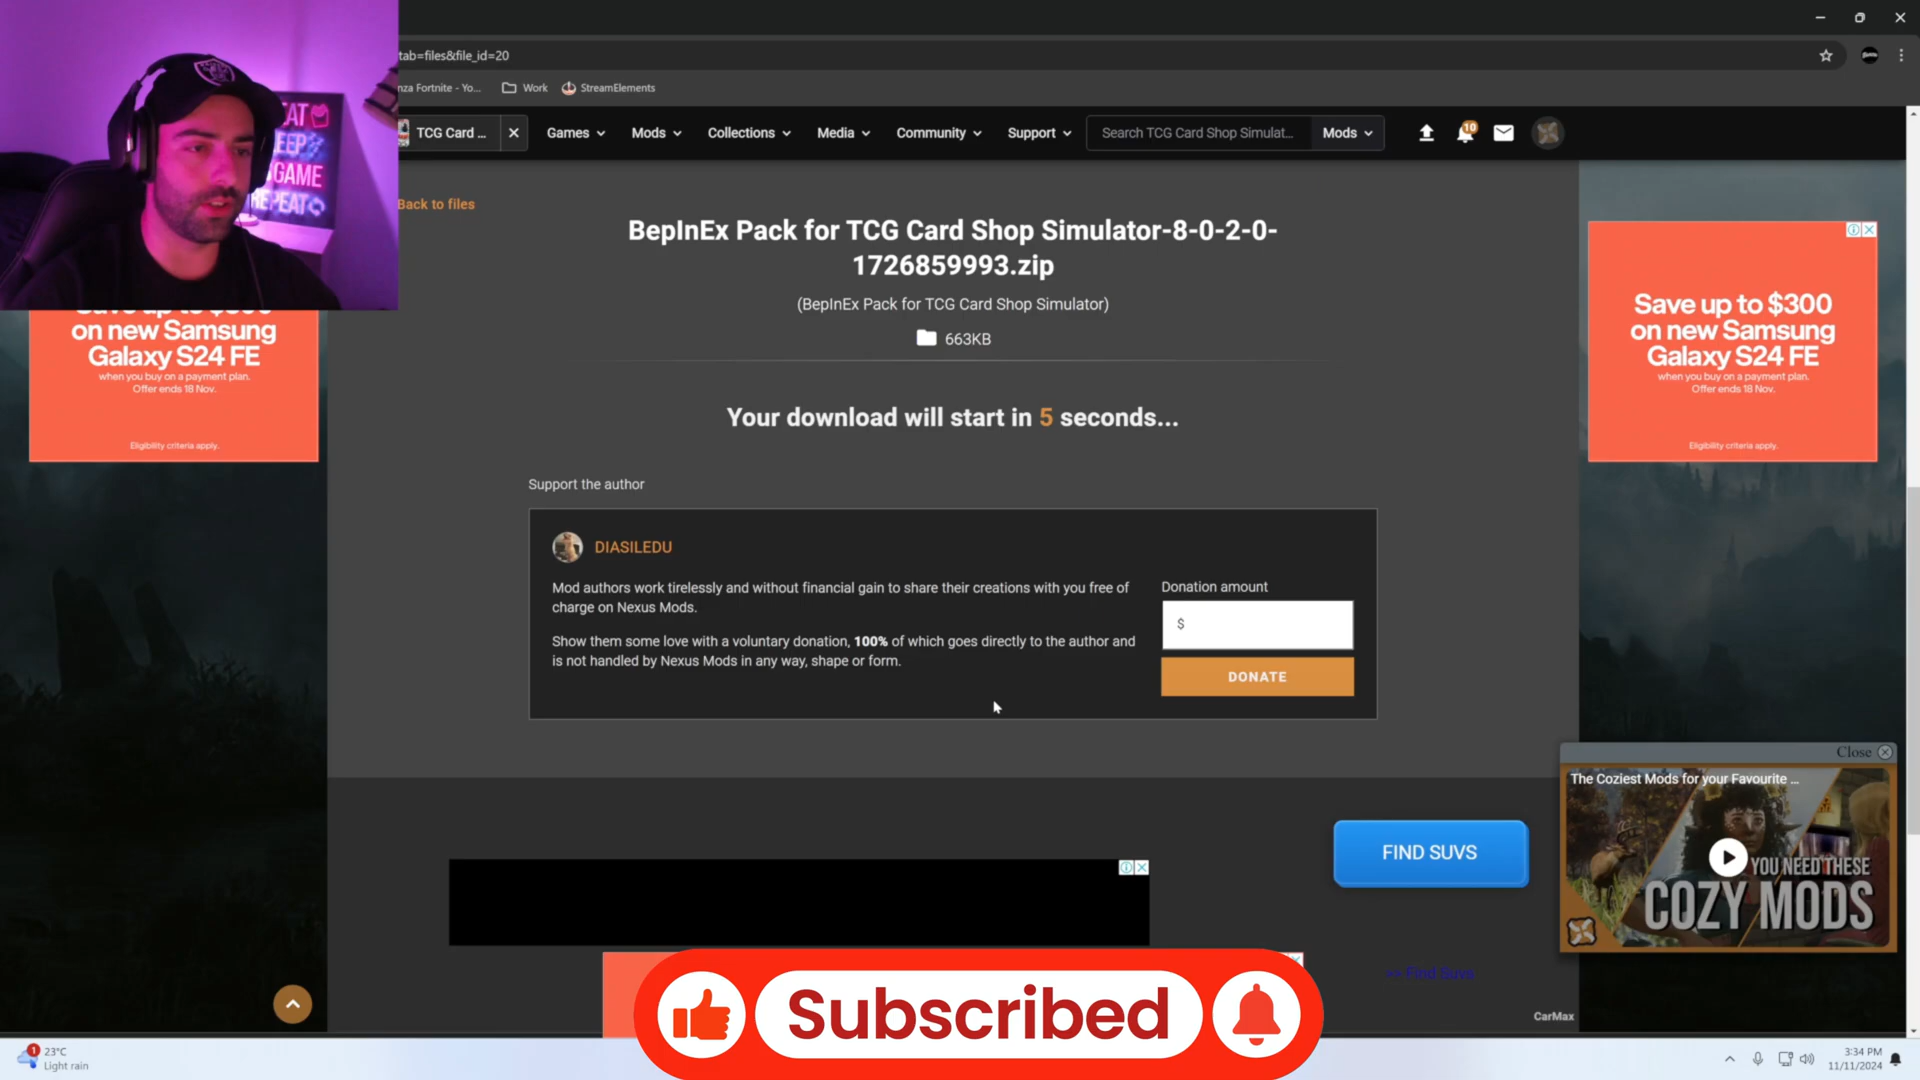 tab=files&file_id=20
nza Fortnite - Yo...
Work
StreamElements
TCG Card ...
Games
Mods
Collections
Media
Community
Support
Search TCG Card Shop Simulat...
Mods
10
EAT
EEP
GAME
REPEAT
Back to files
BepInEx Pack for TCG Card Shop Simulator-8-0-2-0-
1726859993.zip
(BepInEx Pack for TCG Card Shop Simulator)
663KB
Your download will start in 5 seconds...
on new Samsung
Galaxy S24 FE
when you buy on a payment plan.
Offer ends 18 Nov.
Eligibility criteria apply.
Save up to $300
on new Samsung
Galaxy S24 FE
when you buy on a payment plan.
Offer ends 18 Nov.
Eligibility criteria apply.
Support the author
DIASILEDU
Mod authors work tirelessly and without financial gain to share their creations with you free of
charge on Nexus Mods.
Show them some love with a voluntary donation, 100% of which goes directly to the author and
is not handled by Nexus Mods in any way, shape or form.
Donation amount
$
DONATE
Close
The Coziest Mods for your Favourite ...
YOU NEED THESE
COZY MODS
FIND SUVS
>> Find Suvs
CarMax
Subscribed
1
23°C
Light rain
3:34 PM
11/11/2024